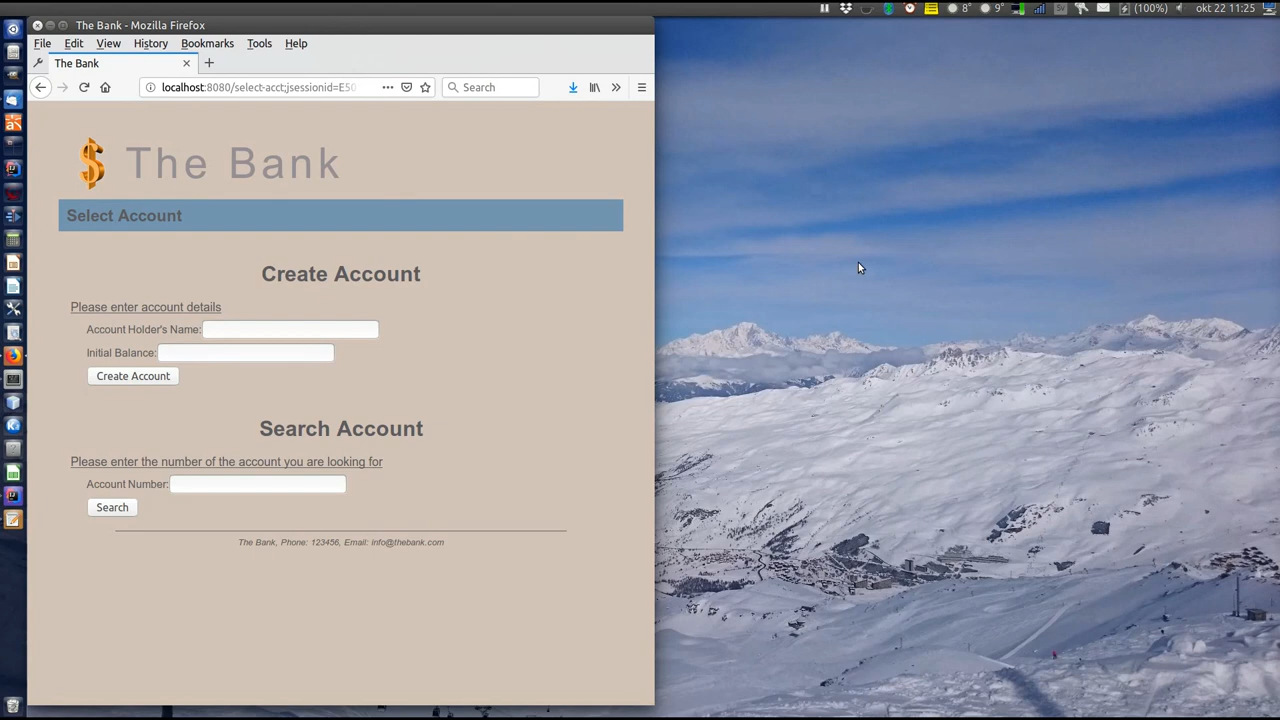 The Bank - Mozilla Firefox
8° 9° (100%) okt 22 11:25
File Edit View History Bookmarks Tools Help
The Bank
localhost:8080/select-acct;jsessionid=E50
Search
$ The Bank
Select Account
Create Account
Please enter account details
Account Holder's Name:
Initial Balance:
Create Account
Search Account
Please enter the number of the account you are looking for
Account Number:
Search
The Bank, Phone: 123456, Email: info@thebank.com